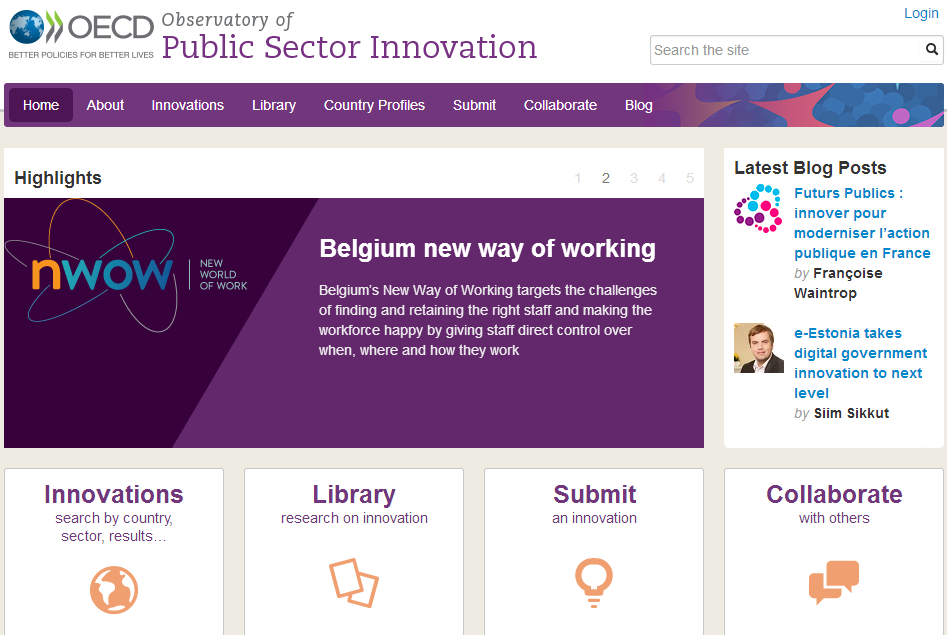 Login
OECD
BETTER POLICIES FOR BETTER LIVES
Observatory of
Public Sector Innovation
Search the site
Home About Innovations Library Country Profiles Submit Collaborate Blog
Highlights
1 2 3 4 5
nwow
NEW
WORLD
OF WORK
Belgium new way of working
Belgium's New Way of Working targets the challenges
of finding and retaining the right staff and making the
workforce happy by giving staff direct control over
when, where and how they work
Latest Blog Posts
Futurs Publics :
innover pour
moderniser l'action
publique en France
by Françoise
Waintrop
e-Estonia takes
digital government
innovation to next
level
by Siim Sikkut
Innovations
search by country,
sector, results…
Library
research on innovation
Submit
an innovation
Collaborate
with others